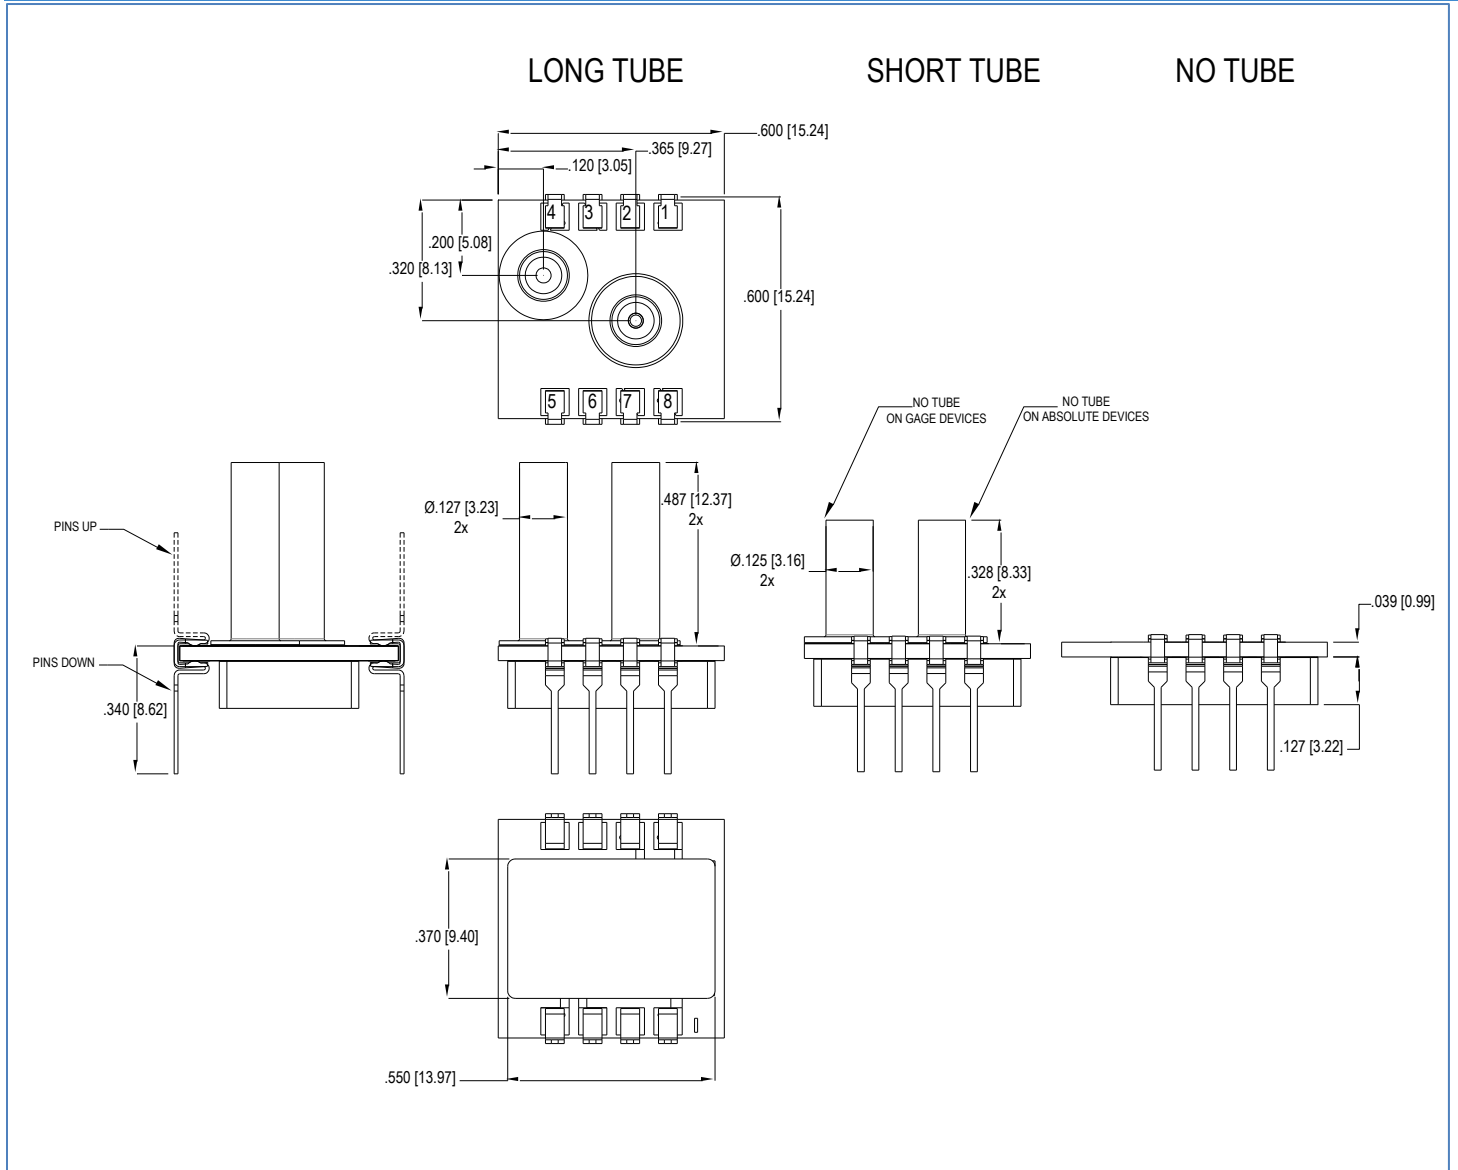 LONG TUBE
SHORT TUBE
NO TUBE
.600 [15.24]
.365 [9.27]
.120 [3.05]
4 3 2 1
.200 [5.08]
.320 [8.13]
.600 [15.24]
5 6 7 8
NO TUBE
ON GAGE DEVICES
NO TUBE
ON ABSOLUTE DEVICES
PINS UP
Ø.127 [3.23]
2x
.487 [12.37]
2x
Ø.125 [3.16]
2x
.328 [8.33]
2x
.039 [0.99]
PINS DOWN
.340 [8.62]
.127 [3.22]
.370 [9.40]
.550 [13.97]